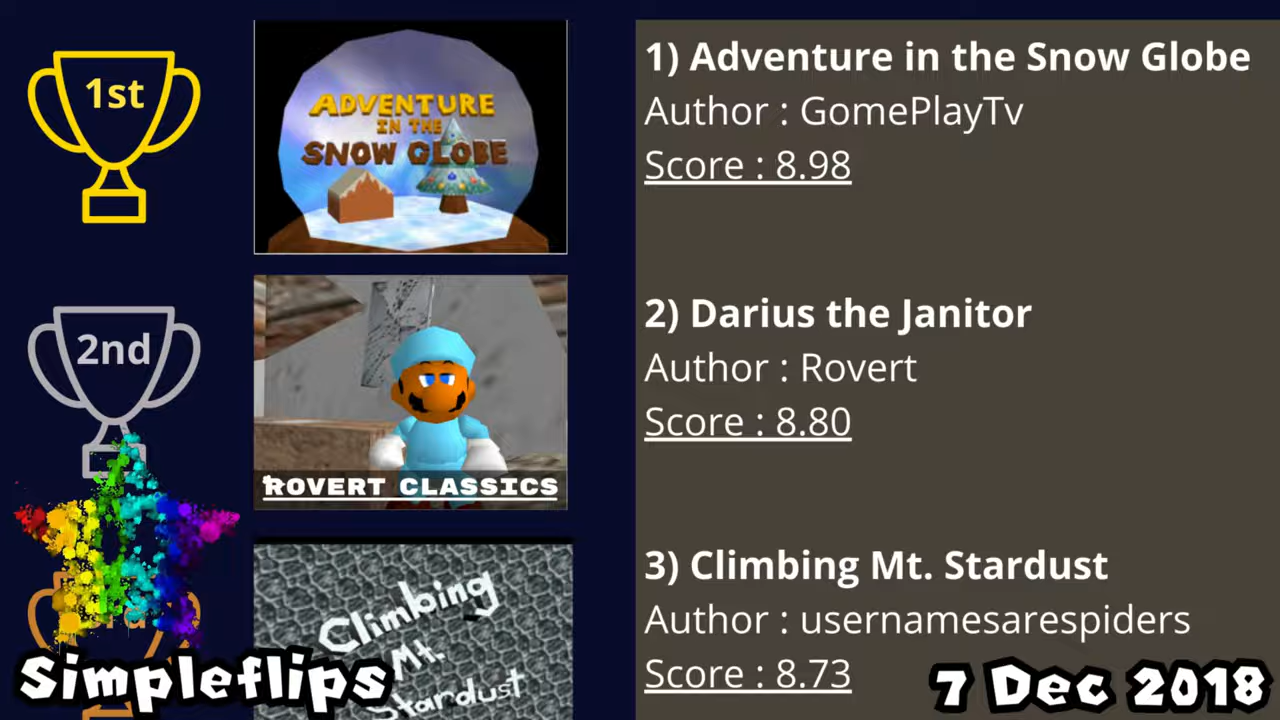 1st
ADVENTURE
IN THE
SNOW GLOBE
1) Adventure in the Snow Globe
Author : GomePlayTv
Score : 8.98
2nd
ROVERT CLASSICS
2) Darius the Janitor
Author : Rovert
Score : 8.80
Climbing
Mt.
Stardust
3) Climbing Mt. Stardust
Author : usernamesarespiders
Score : 8.73
Simpleflips
7 Dec 2018